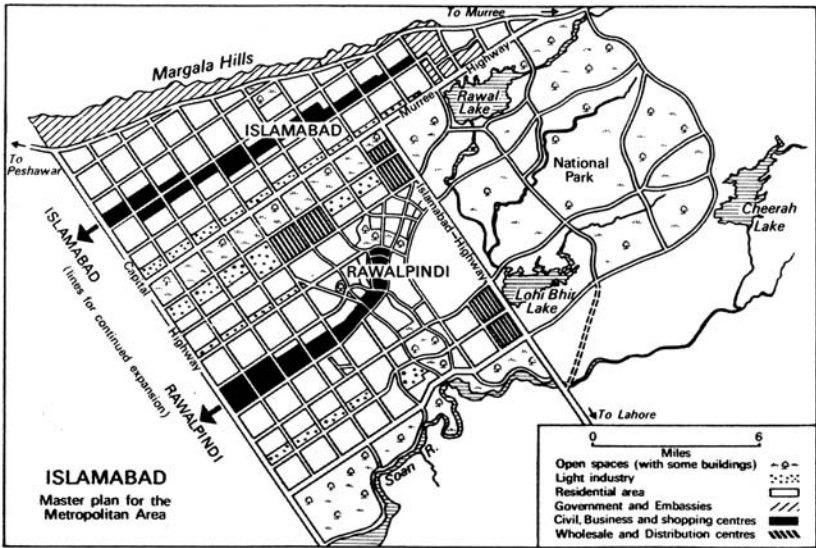 To Murree
Margala Hills
Murree Highway
Rawal
Lake
ISLAMABAD
To
Peshawar
National
Park
Cheerah
Lake
Islamabad-Highway
ISLAMABAD
(lines for continued expansion)
RAWALPINDI
Capital Highway
RAWALPINDI
Lohi Bhir
Lake
To Lahore
Soan R.
ISLAMABAD
Master plan for the
Metropolitan Area
0 6
Miles
Open spaces (with some buildings)
Light industry
Residential area
Government and Embassies
Civil, Business and shopping centres
Wholesale and Distribution centres